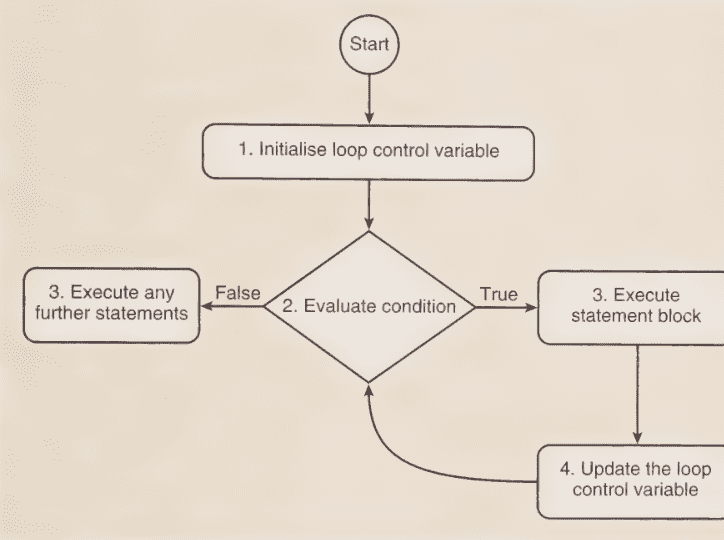 Start
1. Initialise loop control variable
2. Evaluate condition
False
True
3. Execute any
further statements
3. Execute
statement block
4. Update the loop
control variable